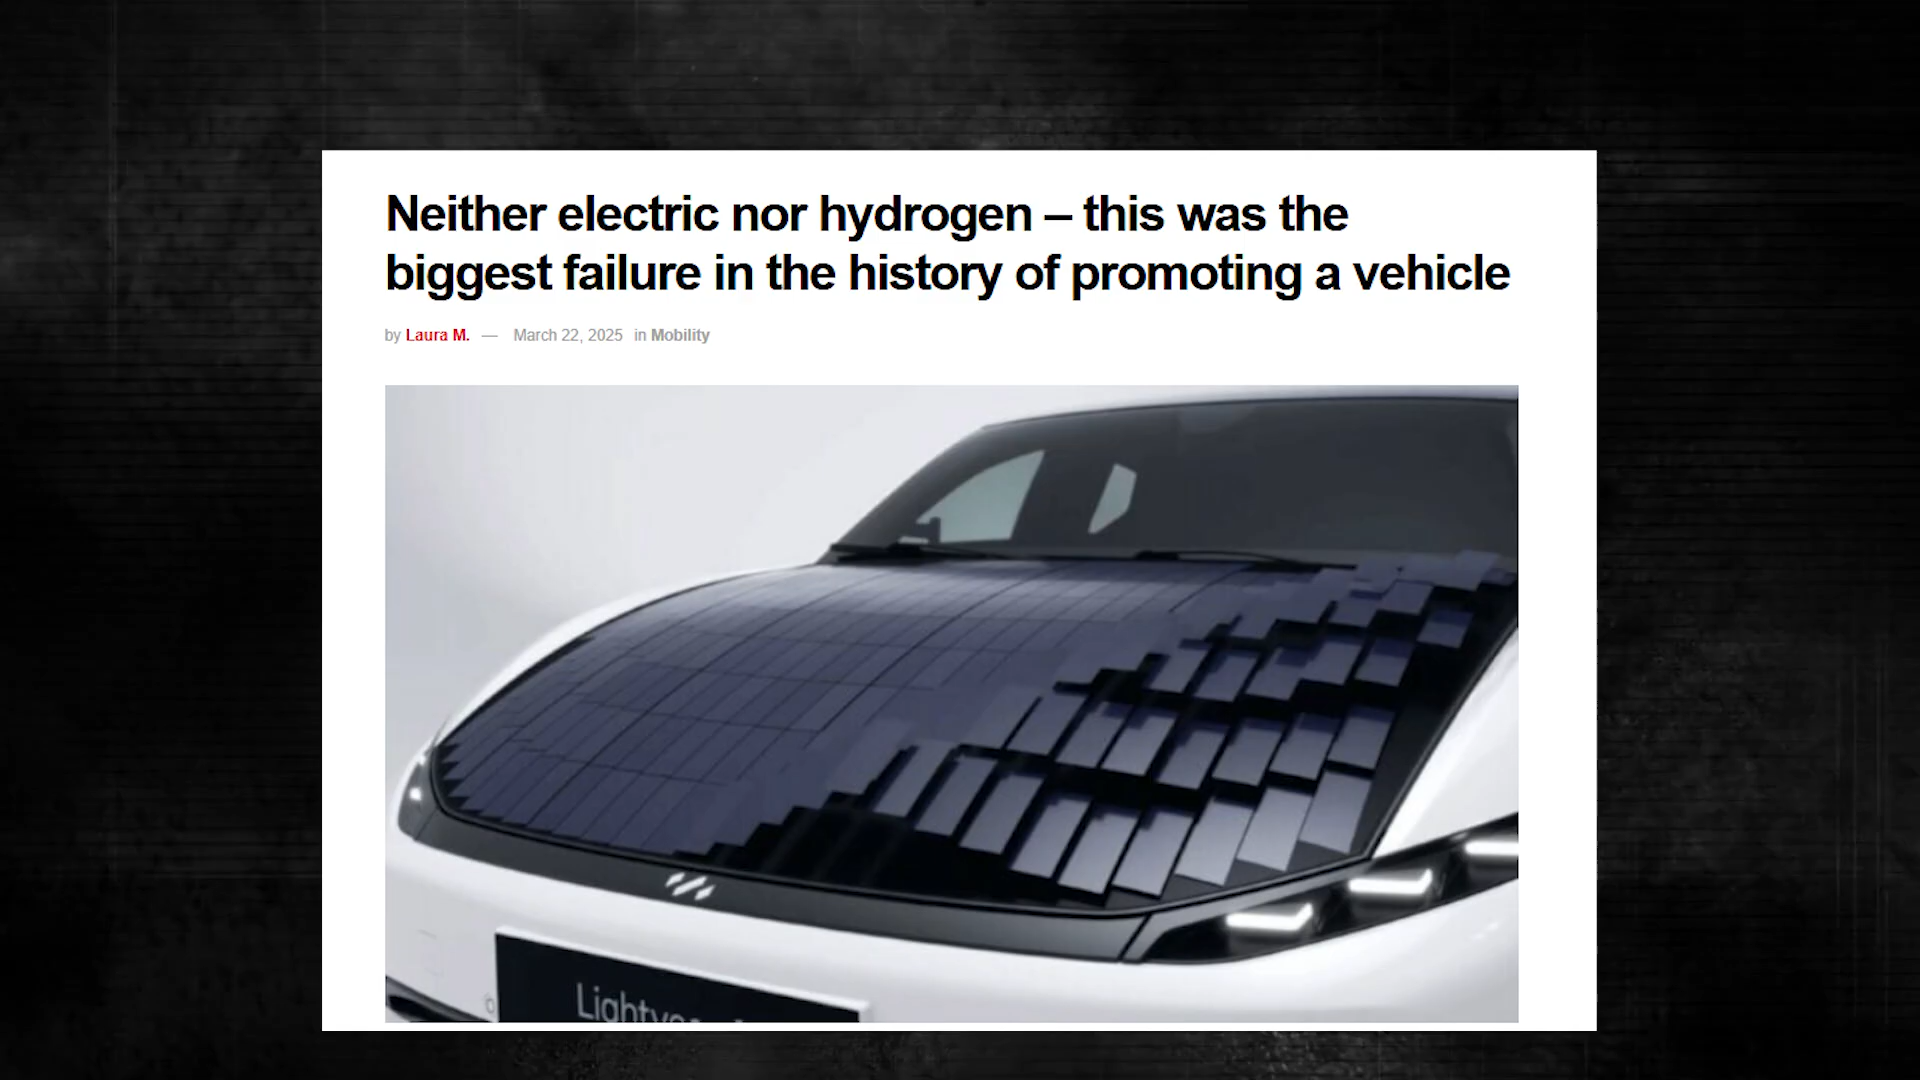 Neither electric nor hydrogen – this was the
biggest failure in the history of promoting a vehicle
by Laura M. — March 22, 2025 in Mobility